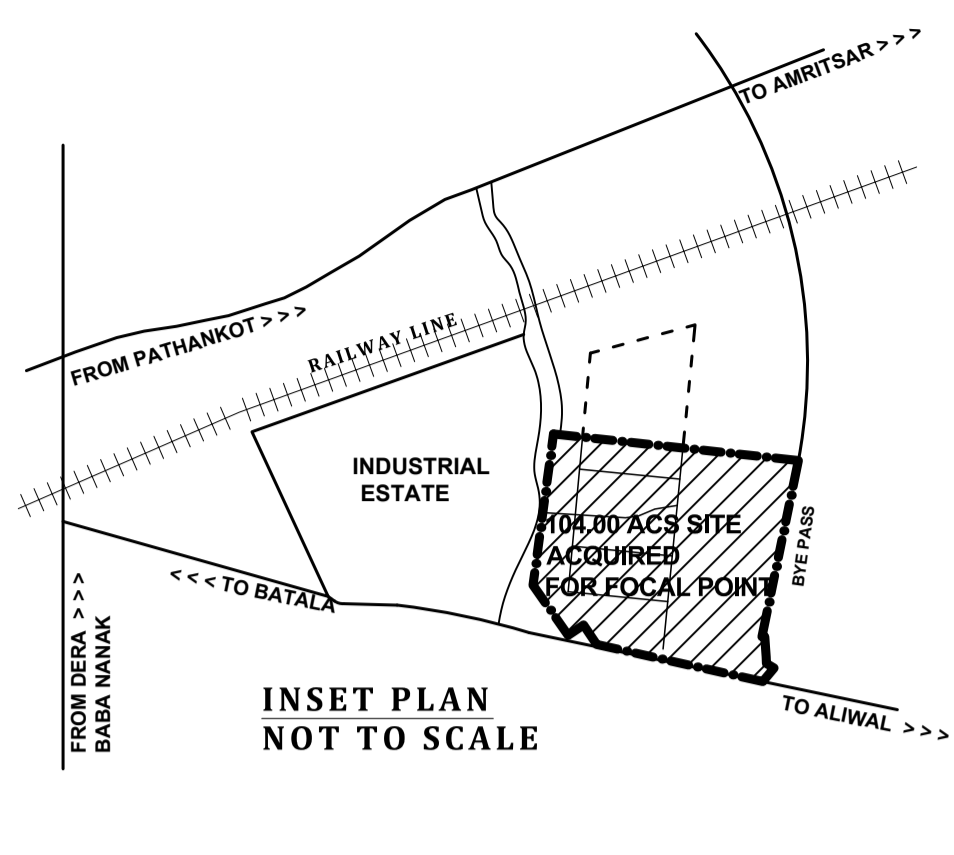 TO AMRITSAR > > >
FROM PATHANKOT > > >
RAILWAY LINE
INDUSTRIAL
ESTATE
104.00 ACS SITE
ACQUIRED
FOR FOCAL POINT
BYE PASS
< < < TO BATALA
FROM DERA > > >
BABA NANAK
INSET PLAN
NOT TO SCALE
TO ALIWAL > > >